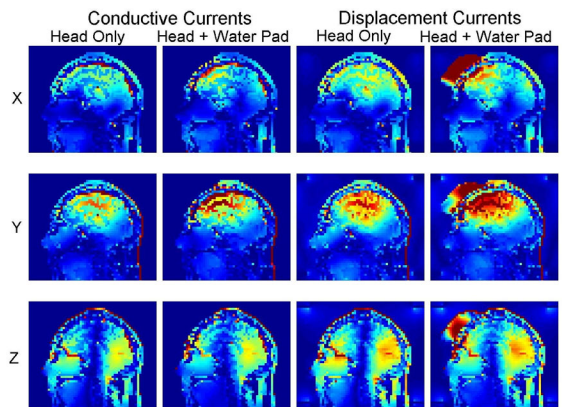 Conductive Currents Displacement Currents
Head Only Head + Water Pad Head Only Head + Water Pad
X
Y
Z